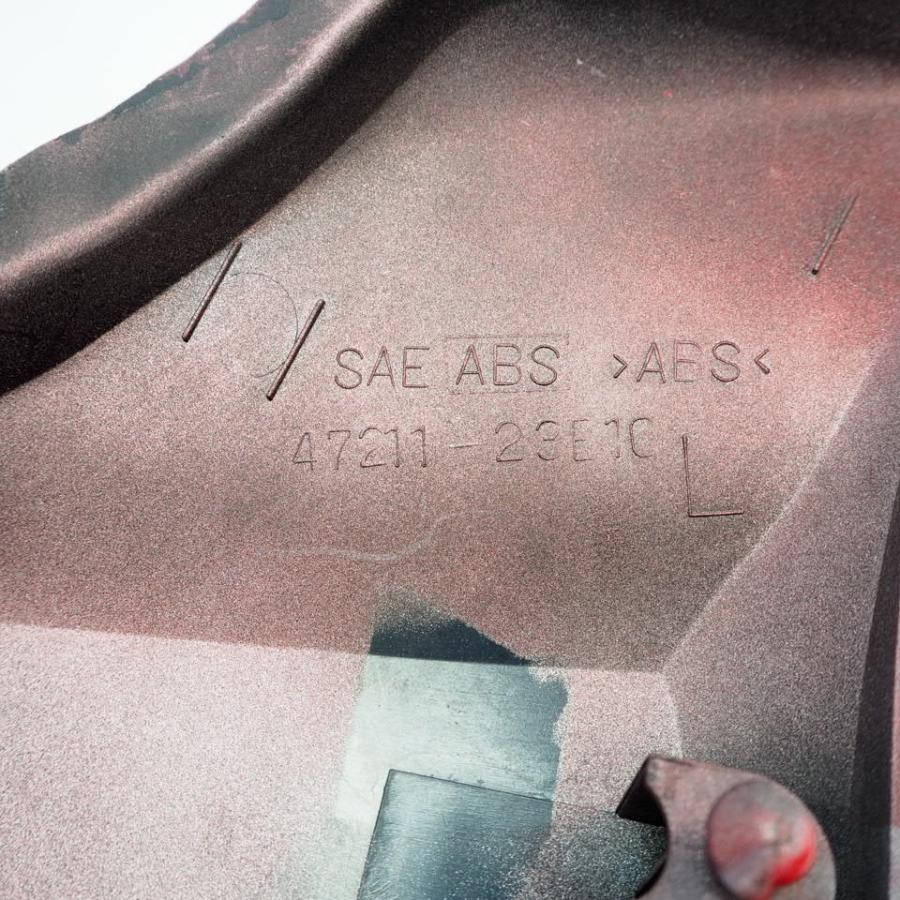 SAE ABS >ABS<
47211-23E10
L